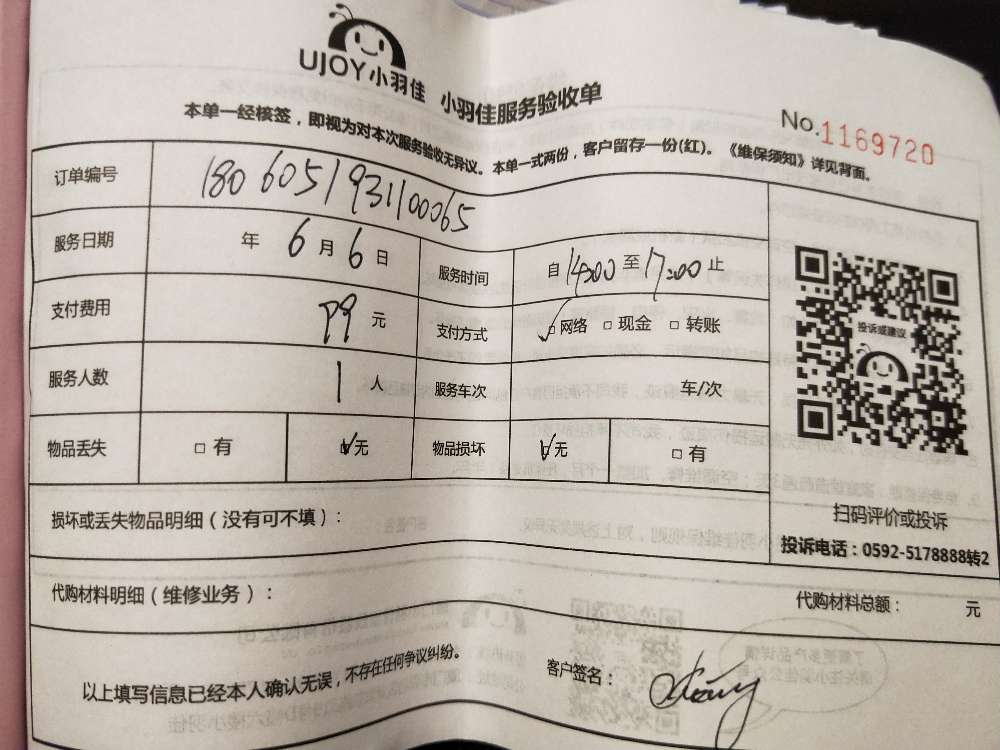 UJOY小羽佳 小羽佳服务验收单
No.1169720
本单一经核签，即视为对本次服务验收无异议。本单一式两份，客户留存一份(红)。《维保须知》详见背面。
订单编号 180605193110065
服务日期 年 6 月 6 日 服务时间 自 14:00 至 17:00 止
支付费用 99 元 支付方式 ☑网络 □现金 □转账
服务人数 1 人 服务车次 车/次
物品丢失 □有 ☑无 物品损坏 ☑无 □有
投诉或建议
扫码评价或投诉
投诉电话：0592-5178888转2
损坏或丢失物品明细（没有可不填）：
代购材料明细（维修业务）： 代购材料总额： 元
以上填写信息已经本人确认无误，不存在任何争议纠纷。 客户签名：